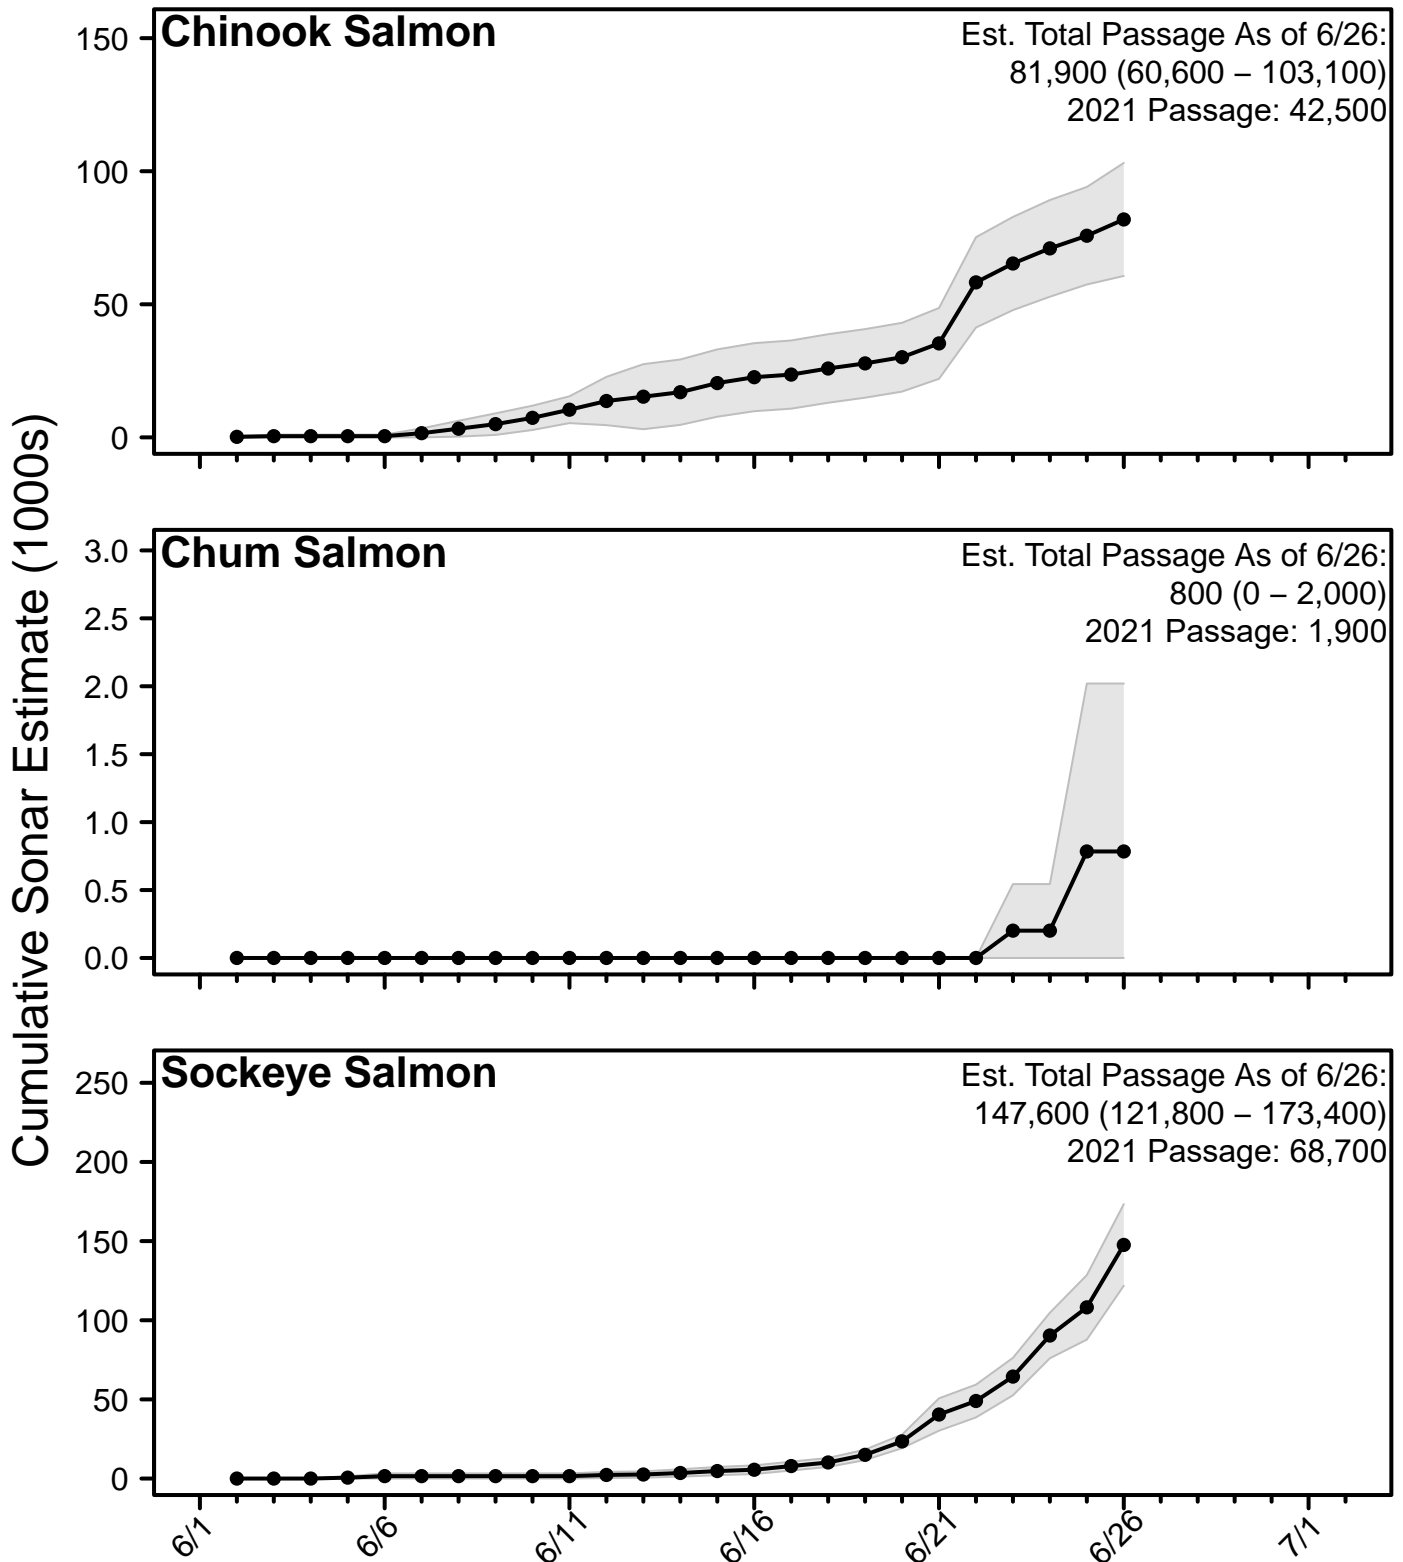 Cumulative Sonar Estimate (1000s)
Chinook Salmon
Est. Total Passage As of 6/26:
81,900 (60,600 – 103,100)
2021 Passage: 42,500
150
100
50
0
Chum Salmon
Est. Total Passage As of 6/26:
800 (0 – 2,000)
2021 Passage: 1,900
3.0
2.5
2.0
1.5
1.0
0.5
0.0
Sockeye Salmon
Est. Total Passage As of 6/26:
147,600 (121,800 – 173,400)
2021 Passage: 68,700
250
200
150
100
50
0
6/1 6/6 6/11 6/16 6/21 6/26 7/1